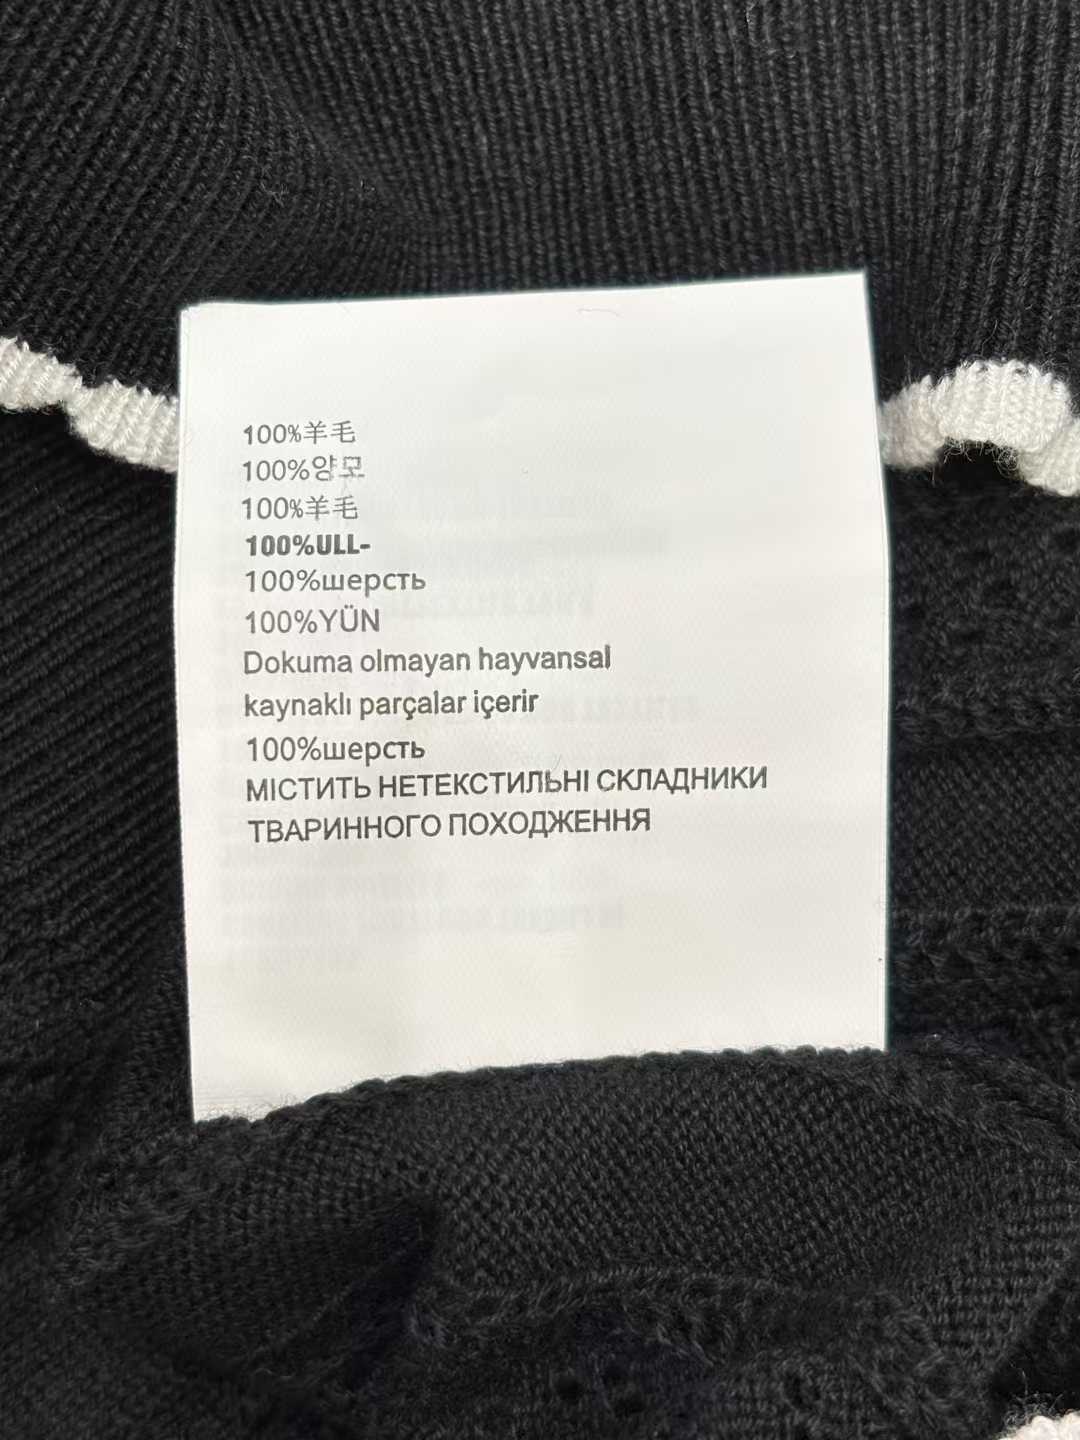 100%羊毛
100%양모
100%羊毛
100%ULL-
100%шерсть
100%YÜN
Dokuma olmayan hayvansal
kaynaklı parçalar içerir
100%шерсть
МІСТИТЬ НЕТЕКСТИЛЬНІ СКЛАДНИКИ
ТВАРИННОГО ПОХОДЖЕННЯ